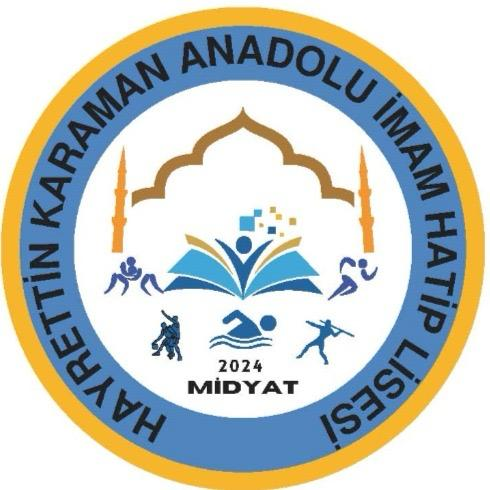 HAYRETTİN KARAMAN ANADOLU İMAM HATİP LİSESİ
2024
MİDYAT